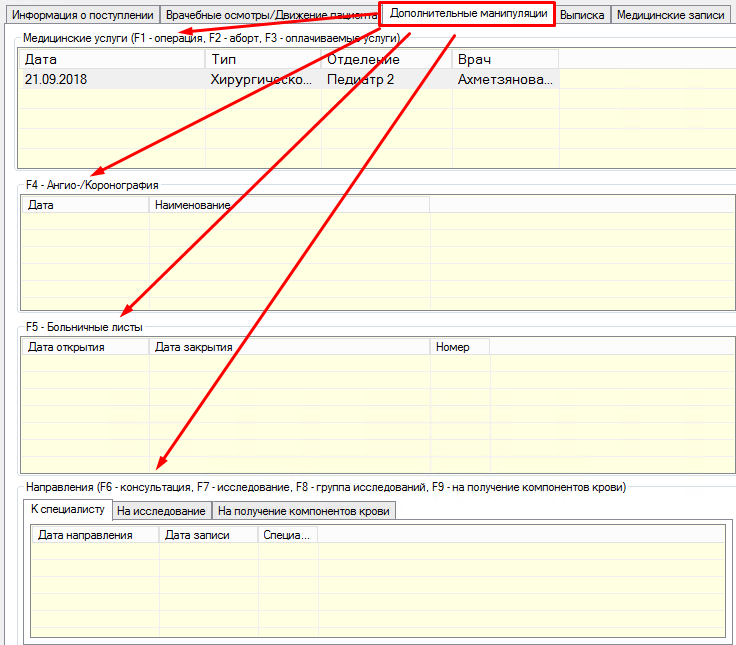 Информация о поступлении Врачебные осмотры/Движение пациента Дополнительные манипуляции Выписка Медицинские записи
Медицинские услуги (F1 - операция, F2 - аборт, F3 - оплачиваемые услуги)
Дата Тип Отделение Врач
21.09.2018 Хирургическо... Педиатр 2 Ахметзянова...
F4 - Ангио-/Коронография
Дата Наименование
F5 - Больничные листы
Дата открытия Дата закрытия Номер
Направления (F6 - консультация, F7 - исследование, F8 - группа исследований, F9 - на получение компонентов крови)
К специалисту На исследование На получение компонентов крови
Дата направления Дата записи Специа...